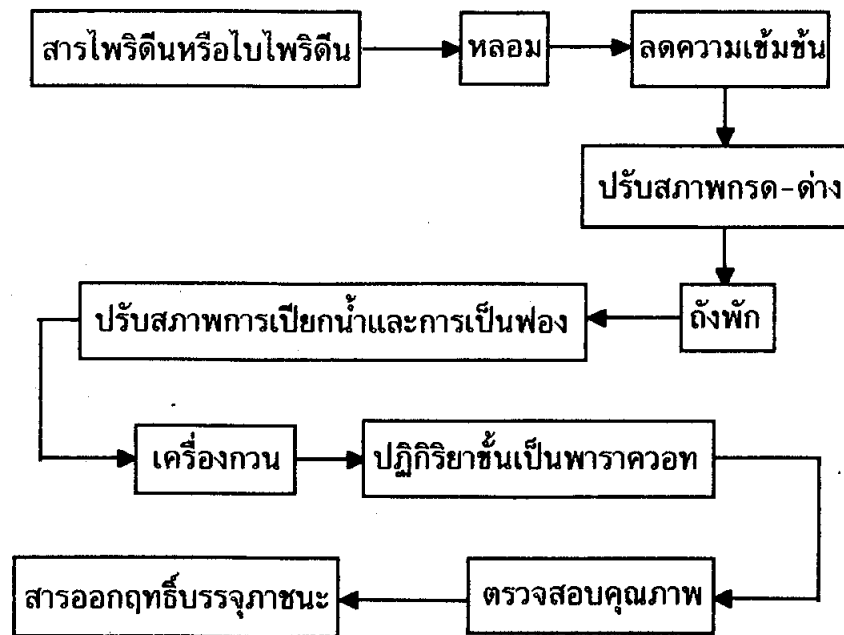 สารไพริดีนหรือไบไพริดีน
หลอม
ลดความเข้มข้น
ปรับสภาพกรด-ด่าง
ถังพัก
ปรับสภาพการเปียกน้ำและการเป็นฟอง
เครื่องกวน
ปฏิกิริยาขั้นเป็นพาราควอท
ตรวจสอบคุณภาพ
สารออกฤทธิ์บรรจุภาชนะ